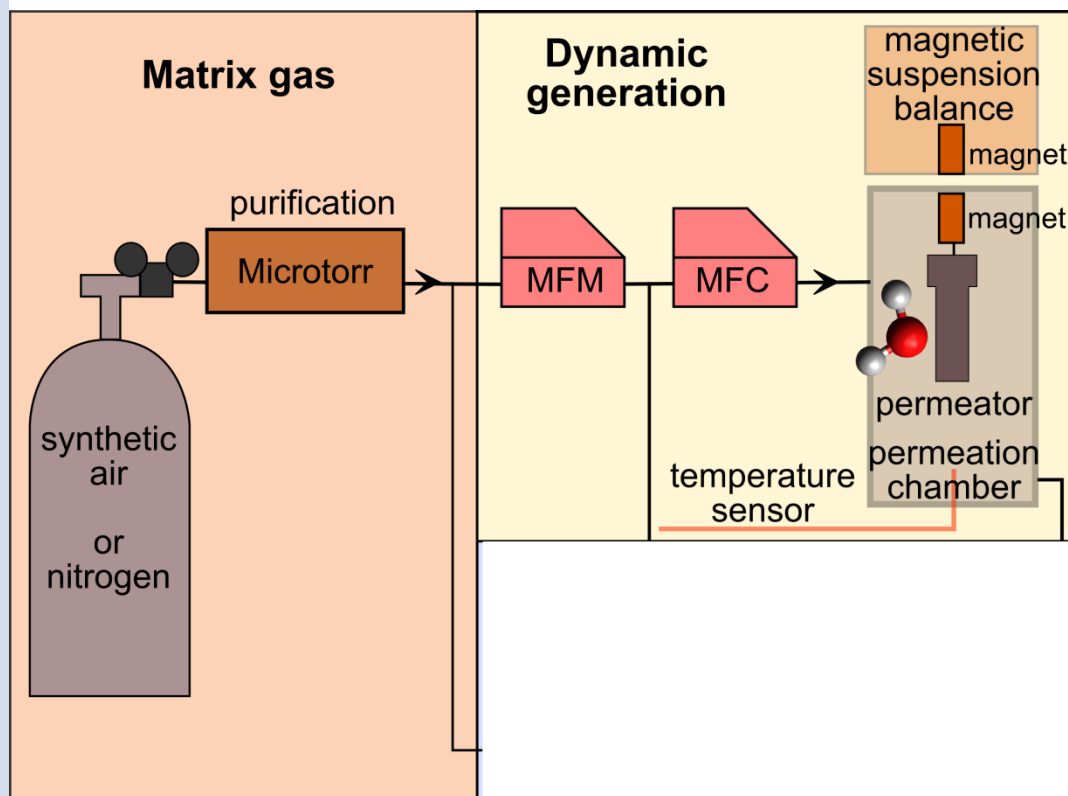 Matrix gas
purification
Microtorr
synthetic
air
or
nitrogen
Dynamic
generation
MFM
MFC
magnetic
suspension
balance
magnet
magnet
permeator
permeation
chamber
temperature
sensor